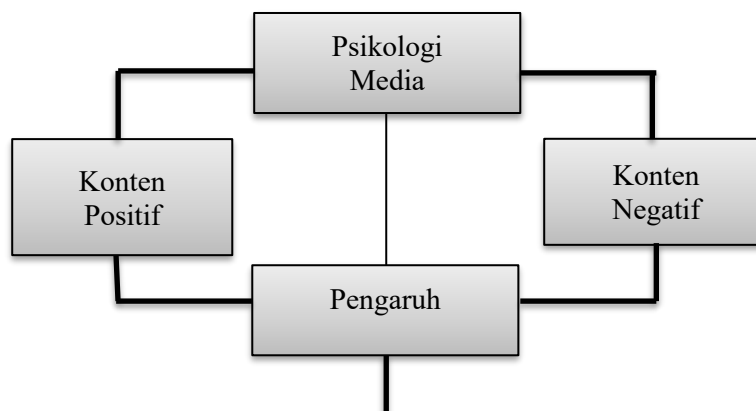 Psikologi
Media
Konten
Positif
Konten
Negatif
Pengaruh